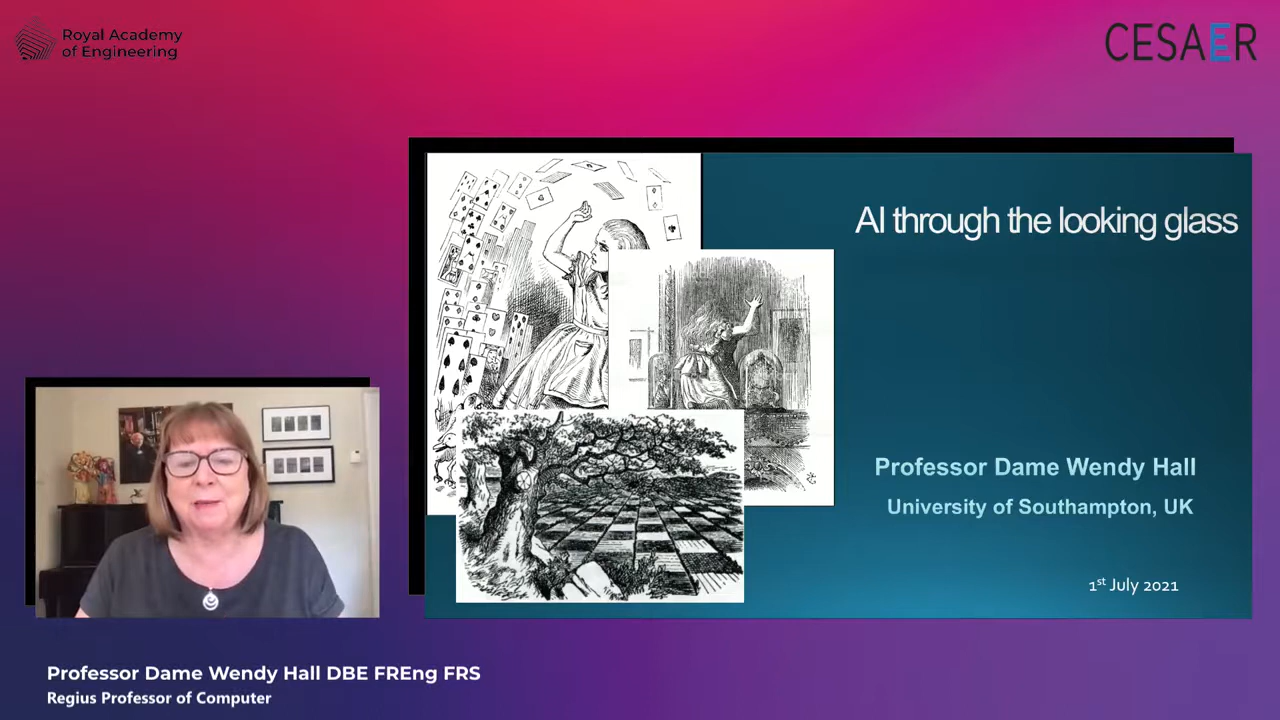 Royal Academy
of Engineering
CESAER
AI through the looking glass
Professor Dame Wendy Hall
University of Southampton, UK
1st July 2021
Professor Dame Wendy Hall DBE FREng FRS
Regius Professor of Computer